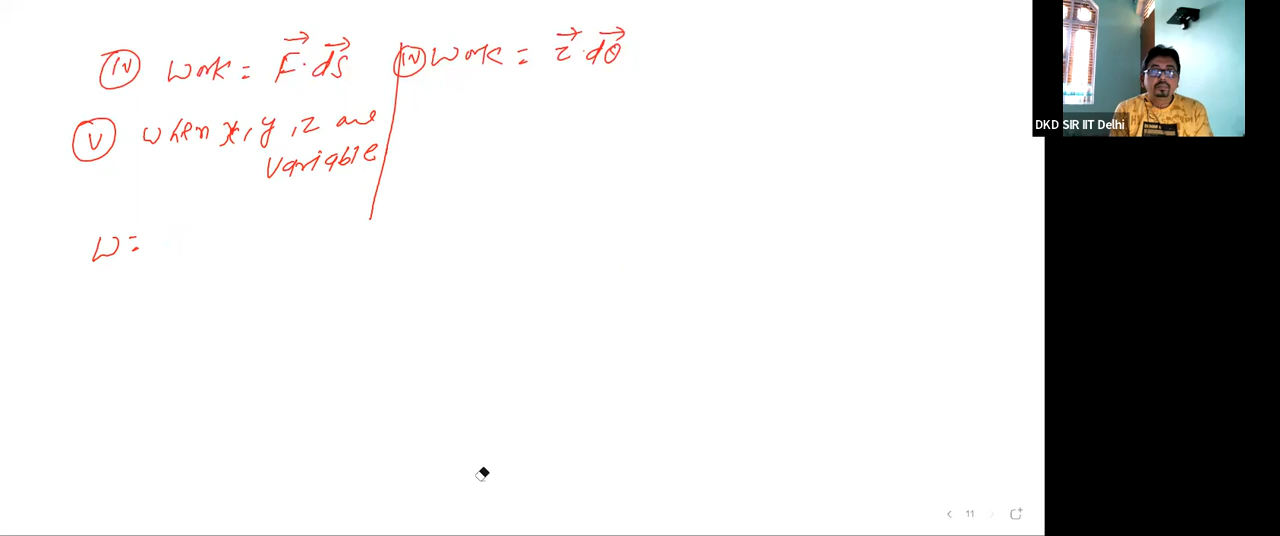 (IV) Work = F⃗·ds⃗
(IV) Work = τ⃗·dθ⃗
(V) when x, y, z are
variable
W =
DKD SIR IIT Delhi
11